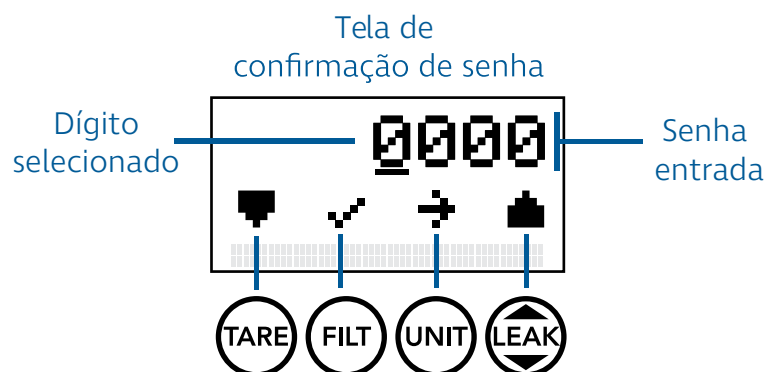 Tela de
confirmação de senha
Dígito
selecionado
0000
Senha
entrada
TARE FILT UNIT LEAK